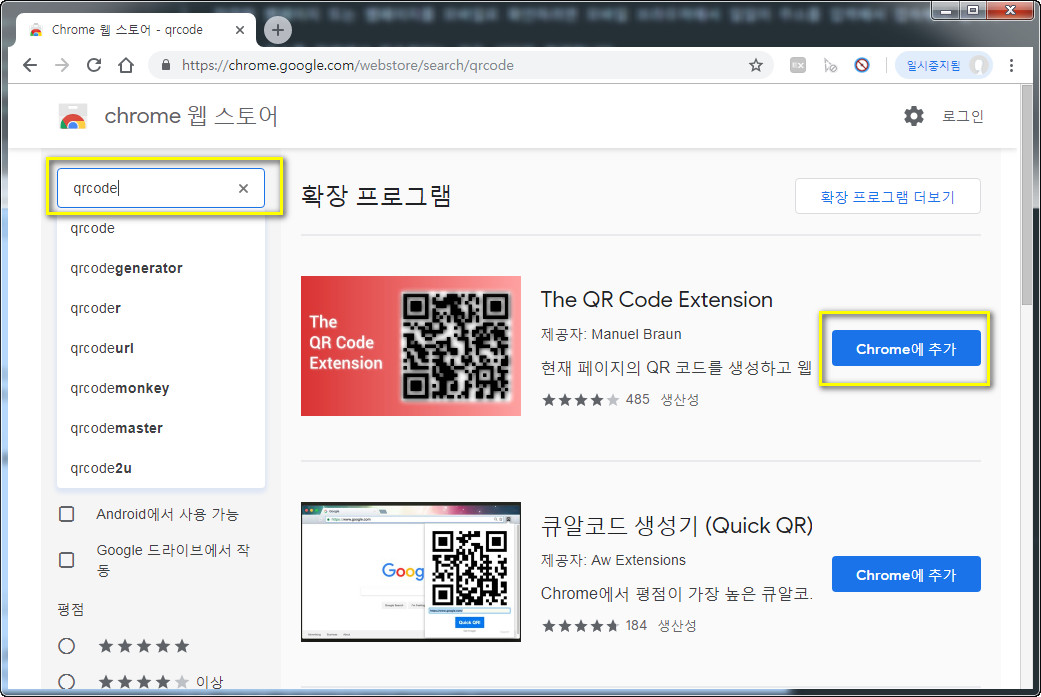 Chrome 웹 스토어 - qrcode
https://chrome.google.com/webstore/search/qrcode
일시중지됨
chrome 웹 스토어
로그인
qrcode
qrcode
qrcodegenerator
qrcoder
qrcodeurl
qrcodemonkey
qrcodemaster
qrcode2u
Android에서 사용 가능
Google 드라이브에서 작
동
평점
이상
확장 프로그램
확장 프로그램 더보기
The
QR Code
Extension
The QR Code Extension
제공자: Manuel Braun
현재 페이지의 QR 코드를 생성하고 웹
485 생산성
Chrome에 추가
Quick QR!
큐알코드 생성기 (Quick QR)
제공자: Aw Extensions
Chrome에서 평점이 가장 높은 큐알코.
184 생산성
Chrome에 추가